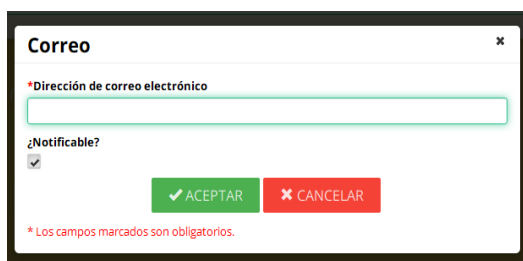 Correo
*Dirección de correo electrónico
¿Notificable?
ACEPTAR
CANCELAR
* Los campos marcados son obligatorios.